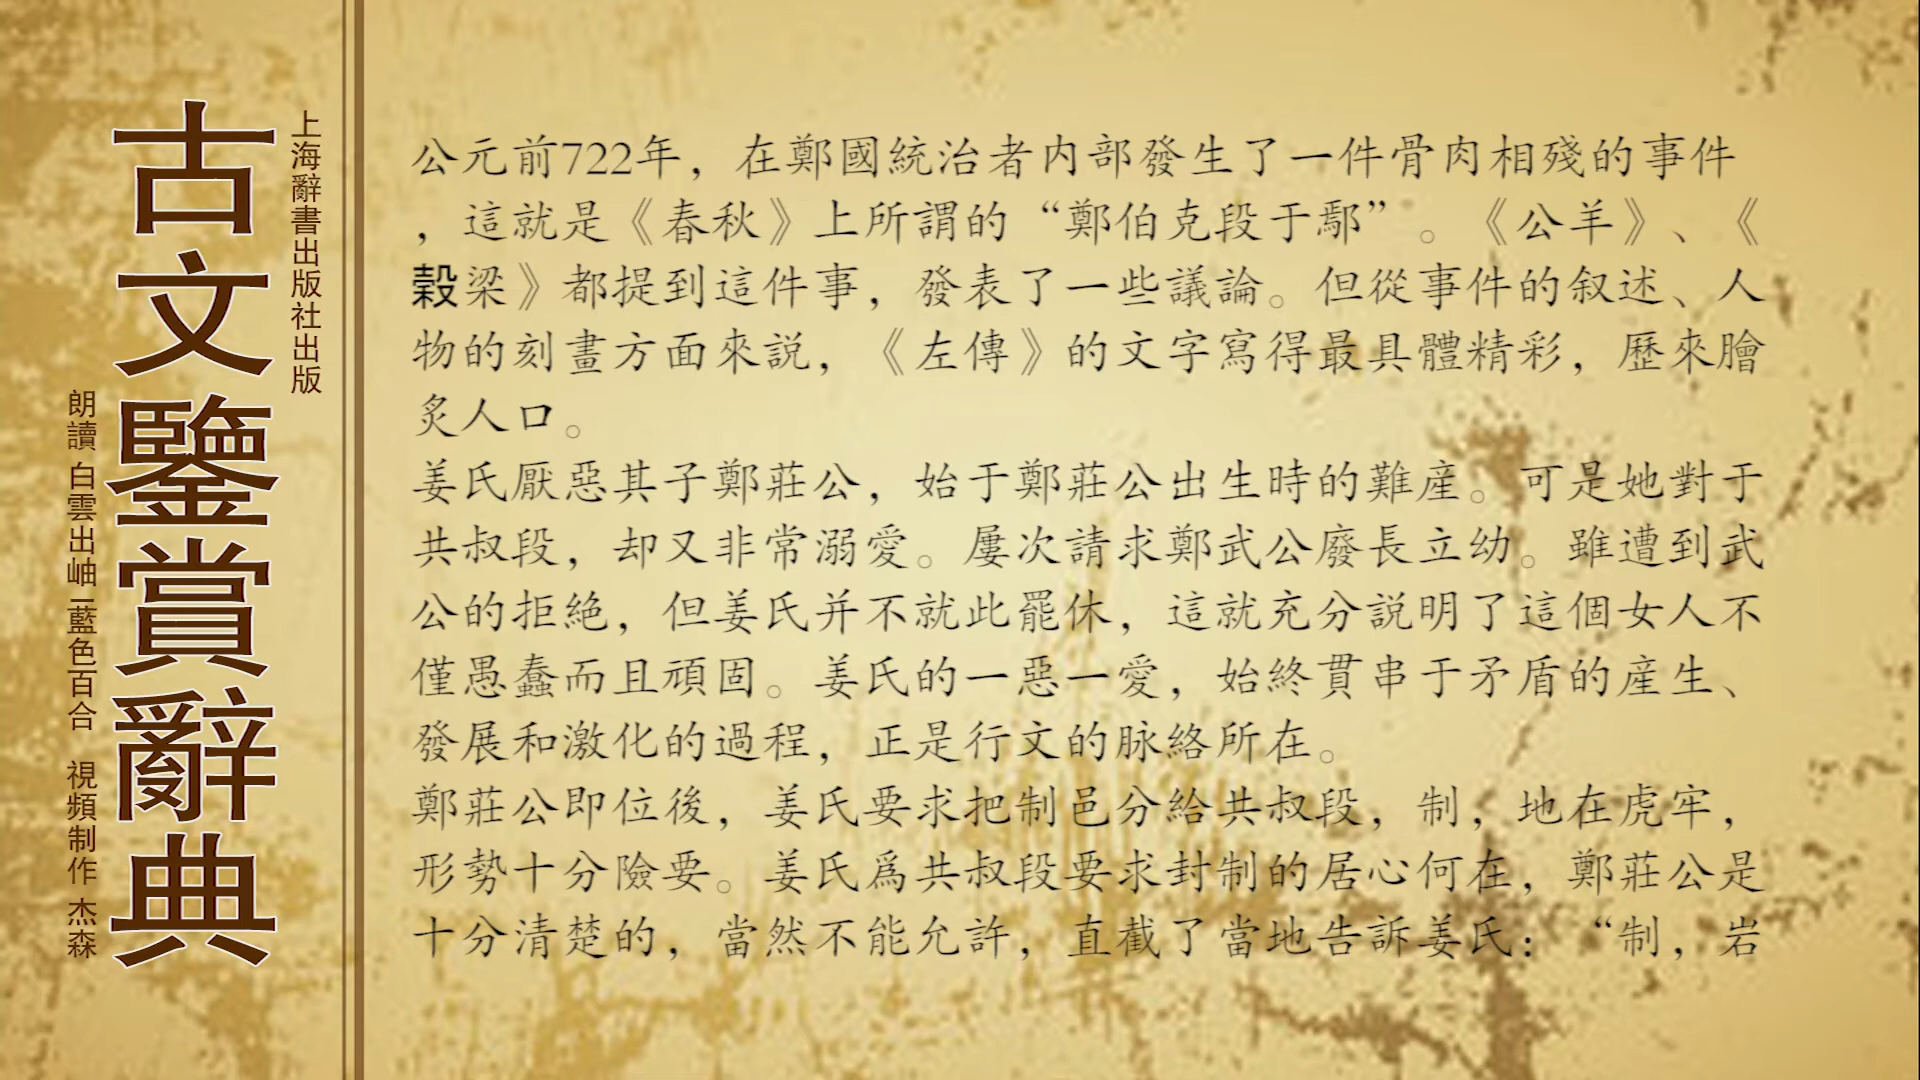 古文鑒賞辭典
上海辭書出版社出版
朗讀 白雲出岫-藍色百合 視頻制作 杰森
公元前722年，在鄭國統治者内部發生了一件骨肉相殘的事件
，這就是《春秋》上所謂的“鄭伯克段于鄢”。《公羊》、《
穀梁》都提到這件事，發表了一些議論。但從事件的叙述、人
物的刻畫方面來説，《左傳》的文字寫得最具體精彩，歷來膾
炙人口。
姜氏厭惡其子鄭莊公，始于鄭莊公出生時的難産。可是她對于
共叔段，却又非常溺愛。屢次請求鄭武公廢長立幼。雖遭到武
公的拒絶，但姜氏并不就此罷休，這就充分説明了這個女人不
僅愚蠢而且頑固。姜氏的一惡一愛，始終貫串于矛盾的産生、
發展和激化的過程，正是行文的脉絡所在。
鄭莊公即位後，姜氏要求把制邑分給共叔段，制，地在虎牢，
形勢十分險要。姜氏爲共叔段要求封制的居心何在，鄭莊公是
十分清楚的，當然不能允許，直截了當地告訴姜氏：“制，岩